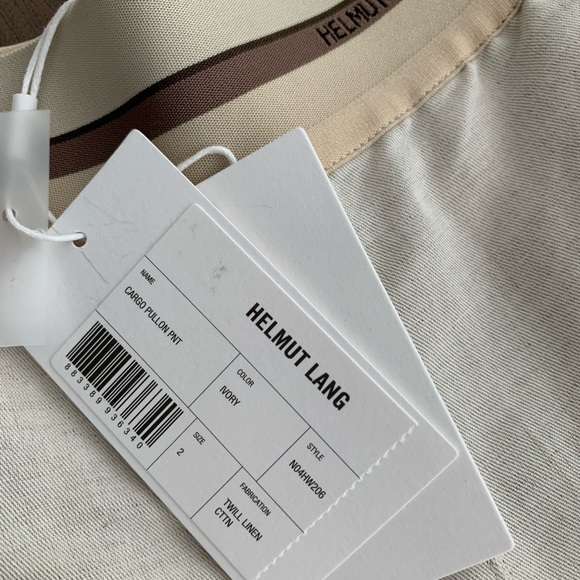 HELMUT
HELMUT LANG
NAME
CARGO PULLON PNT
COLOR
IVORY
STYLE
N04HW206
683389936340
SIZE
2
FABRICATION
TWILL LINEN
CTTN